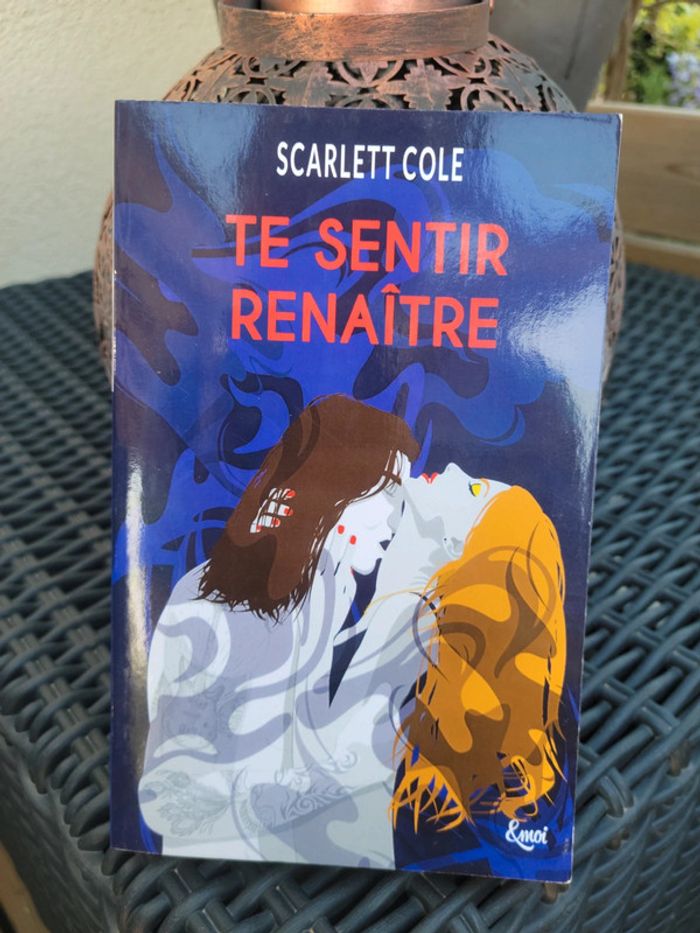 SCARLETT COLE
TE SENTIR
RENAÎTRE
&moi